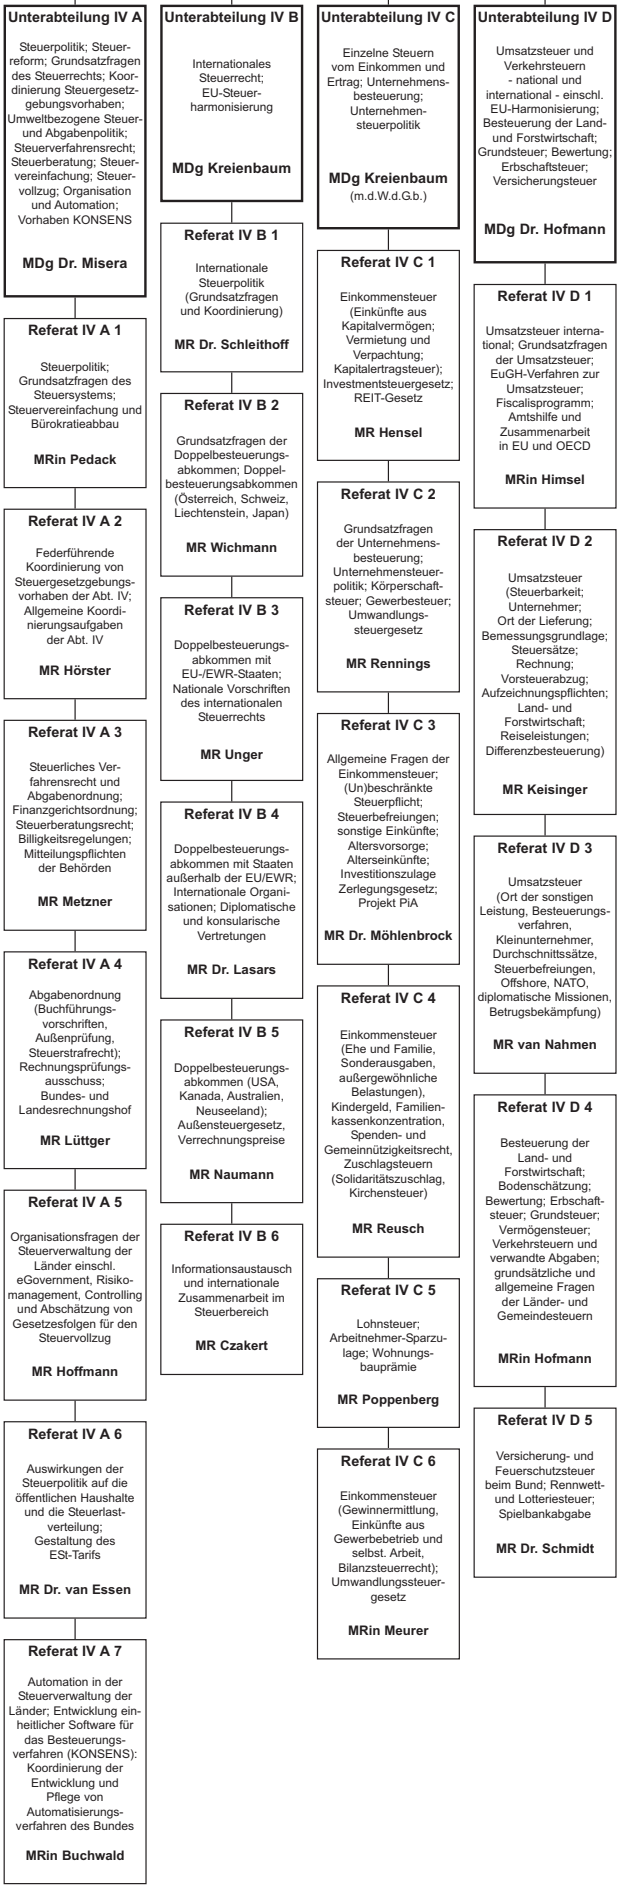 Unterabteilung IV A
Steuerpolitik; Steuer-
reform; Grundsatzfragen
des Steuerrechts; Koor-
dinierung Steuergesetz-
gebungsvorhaben;
Umweltbezogene Steuer-
und Abgabenpolitik;
Steuerverfahrensrecht;
Steuerberatung; Steuer-
vereinfachung; Steuer-
vollzug; Organisation
und Automation;
Vorhaben KONSENS
MDg Dr. Misera
Referat IV A 1
Steuerpolitik;
Grundsatzfragen des
Steuersystems;
Steuervereinfachung und
Bürokratieabbau
MRin Pedack
Referat IV A 2
Federführende
Koordinierung von
Steuergesetzgebungs-
vorhaben der Abt. IV;
Allgemeine Koordi-
nierungsaufgaben
der Abt. IV
MR Hörster
Referat IV A 3
Steuerliches Ver-
fahrensrecht und
Abgabenordnung;
Finanzgerichtsordnung;
Steuerberatungsrecht;
Billigkeitsregelungen;
Mitteilungspflichten
der Behörden
MR Metzner
Referat IV A 4
Abgabenordnung
(Buchführungs-
vorschriften,
Außenprüfung,
Steuerstrafrecht);
Rechnungsprüfungs-
ausschuss;
Bundes- und
Landesrechnungshof
MR Lüttger
Referat IV A 5
Organisationsfragen der
Steuerverwaltung der
Länder einschl.
eGovernment, Risiko-
management, Controlling
und Abschätzung von
Gesetzesfolgen für den
Steuervollzug
MR Hoffmann
Referat IV A 6
Auswirkungen der
Steuerpolitik auf die
öffentlichen Haushalte
und die Steuerlast-
verteilung;
Gestaltung des
ESt-Tarifs
MR Dr. van Essen
Referat IV A 7
Automation in der
Steuerverwaltung der
Länder; Entwicklung ein-
heitlicher Software für
das Besteuerungs-
verfahren (KONSENS):
Koordinierung der
Entwicklung und
Pflege von
Automatisierungs-
verfahren des Bundes
MRin Buchwald
Unterabteilung IV B
Internationales
Steuerrecht;
EU-Steuer-
harmonisierung
MDg Kreienbaum
Referat IV B 1
Internationale
Steuerpolitik
(Grundsatzfragen
und Koordinierung)
MR Dr. Schleithoff
Referat IV B 2
Grundsatzfragen der
Doppelbesteuerungs-
abkommen; Doppel-
besteuerungsabkommen
(Österreich, Schweiz,
Liechtenstein, Japan)
MR Wichmann
Referat IV B 3
Doppelbesteuerungs-
abkommen mit
EU-/EWR-Staaten;
Nationale Vorschriften
des internationalen
Steuerrechts
MR Unger
Referat IV B 4
Doppelbesteuerungs-
abkommen mit Staaten
außerhalb der EU/EWR;
Internationale Organi-
sationen; Diplomatische
und konsularische
Vertretungen
MR Dr. Lasars
Referat IV B 5
Doppelbesteuerungs-
abkommen (USA,
Kanada, Australien,
Neuseeland);
Außensteuergesetz,
Verrechnungspreise
MR Naumann
Referat IV B 6
Informationsaustausch
und internationale
Zusammenarbeit im
Steuerbereich
MR Czakert
Unterabteilung IV C
Einzelne Steuern
vom Einkommen und
Ertrag; Unternehmens-
besteuerung;
Unternehmen-
steuerpolitik
MDg Kreienbaum
(m.d.W.d.G.b.)
Referat IV C 1
Einkommensteuer
(Einkünfte aus
Kapitalvermögen;
Vermietung und
Verpachtung;
Kapitalertragsteuer);
Investmentsteuergesetz;
REIT-Gesetz
MR Hensel
Referat IV C 2
Grundsatzfragen
der Unternehmens-
besteuerung;
Unternehmensteuer-
politik; Körperschaft-
steuer; Gewerbesteuer;
Umwandlungs-
steuergesetz
MR Rennings
Referat IV C 3
Allgemeine Fragen der
Einkommensteuer;
(Un)beschränkte
Steuerpflicht;
Steuerbefreiungen;
sonstige Einkünfte;
Altersvorsorge;
Alterseinkünfte;
Investitionszulage
Zerlegungsgesetz;
Projekt PiA
MR Dr. Möhlenbrock
Referat IV C 4
Einkommensteuer
(Ehe und Familie,
Sonderausgaben,
außergewöhnliche
Belastungen),
Kindergeld, Familien-
kassenkonzentration,
Spenden- und
Gemeinnützigkeitsrecht,
Zuschlagsteuern
(Solidaritätszuschlag,
Kirchensteuer)
MR Reusch
Referat IV C 5
Lohnsteuer;
Arbeitnehmer-Sparzu-
lage; Wohnungs-
bauprämie
MR Poppenberg
Referat IV C 6
Einkommensteuer
(Gewinnermittlung,
Einkünfte aus
Gewerbebetrieb und
selbst. Arbeit,
Bilanzsteuerrecht);
Umwandlungssteuer-
gesetz
MRin Meurer
Unterabteilung IV D
Umsatzsteuer und
Verkehrsteuern
- national und
international - einschl.
EU-Harmonisierung;
Besteuerung der Land-
und Forstwirtschaft;
Grundsteuer; Bewertung;
Erbschaftsteuer;
Versicherungsteuer
MDg Dr. Hofmann
Referat IV D 1
Umsatzsteuer interna-
tional; Grundsatzfragen
der Umsatzsteuer;
EuGH-Verfahren zur
Umsatzsteuer;
Fiscalisprogramm;
Amtshilfe und
Zusammenarbeit
in EU und OECD
MRin Himsel
Referat IV D 2
Umsatzsteuer
(Steuerbarkeit;
Unternehmer;
Ort der Lieferung;
Bemessungsgrundlage;
Steuersätze;
Rechnung;
Vorsteuerabzug;
Aufzeichnungspflichten;
Land- und
Forstwirtschaft;
Reiseleistungen;
Differenzbesteuerung)
MR Keisinger
Referat IV D 3
Umsatzsteuer
(Ort der sonstigen
Leistung, Besteuerungs-
verfahren,
Kleinunternehmer,
Durchschnittssätze,
Steuerbefreiungen,
Offshore, NATO,
diplomatische Missionen,
Betrugsbekämpfung)
MR van Nahmen
Referat IV D 4
Besteuerung der
Land- und
Forstwirtschaft;
Bodenschätzung;
Bewertung; Erbschaft-
steuer; Grundsteuer;
Vermögensteuer;
Verkehrsteuern und
verwandte Abgaben;
grundsätzliche und
allgemeine Fragen
der Länder- und
Gemeindesteuern
MRin Hofmann
Referat IV D 5
Versicherung- und
Feuerschutzsteuer
beim Bund; Rennwett-
und Lotteriesteuer;
Spielbankabgabe
MR Dr. Schmidt